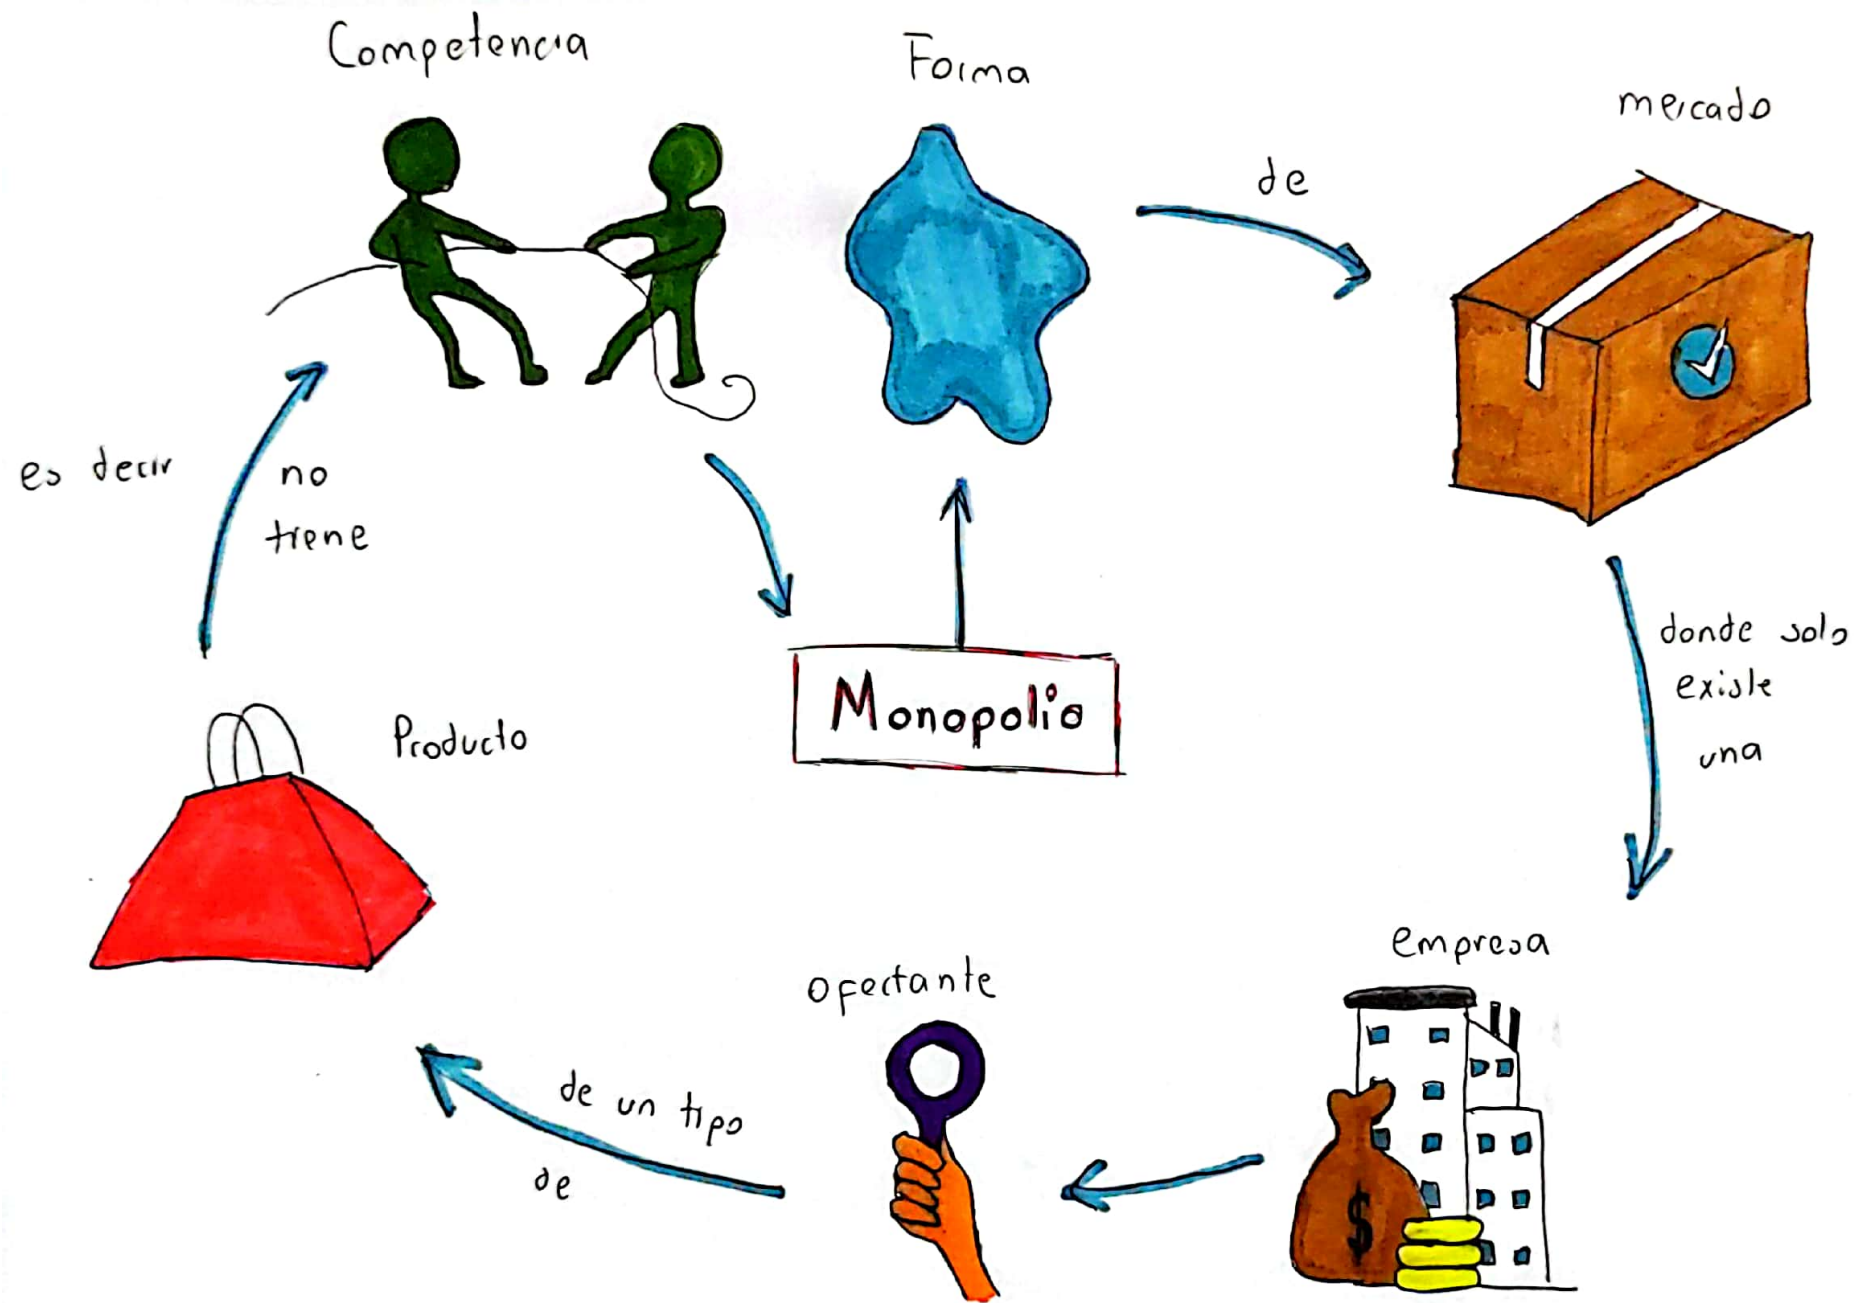 Competencia
Forma
mercado
de
es decir
no
tiene
donde solo
existe
una
Monopolio
Producto
empresa
ofertante
de un tipo
de
$